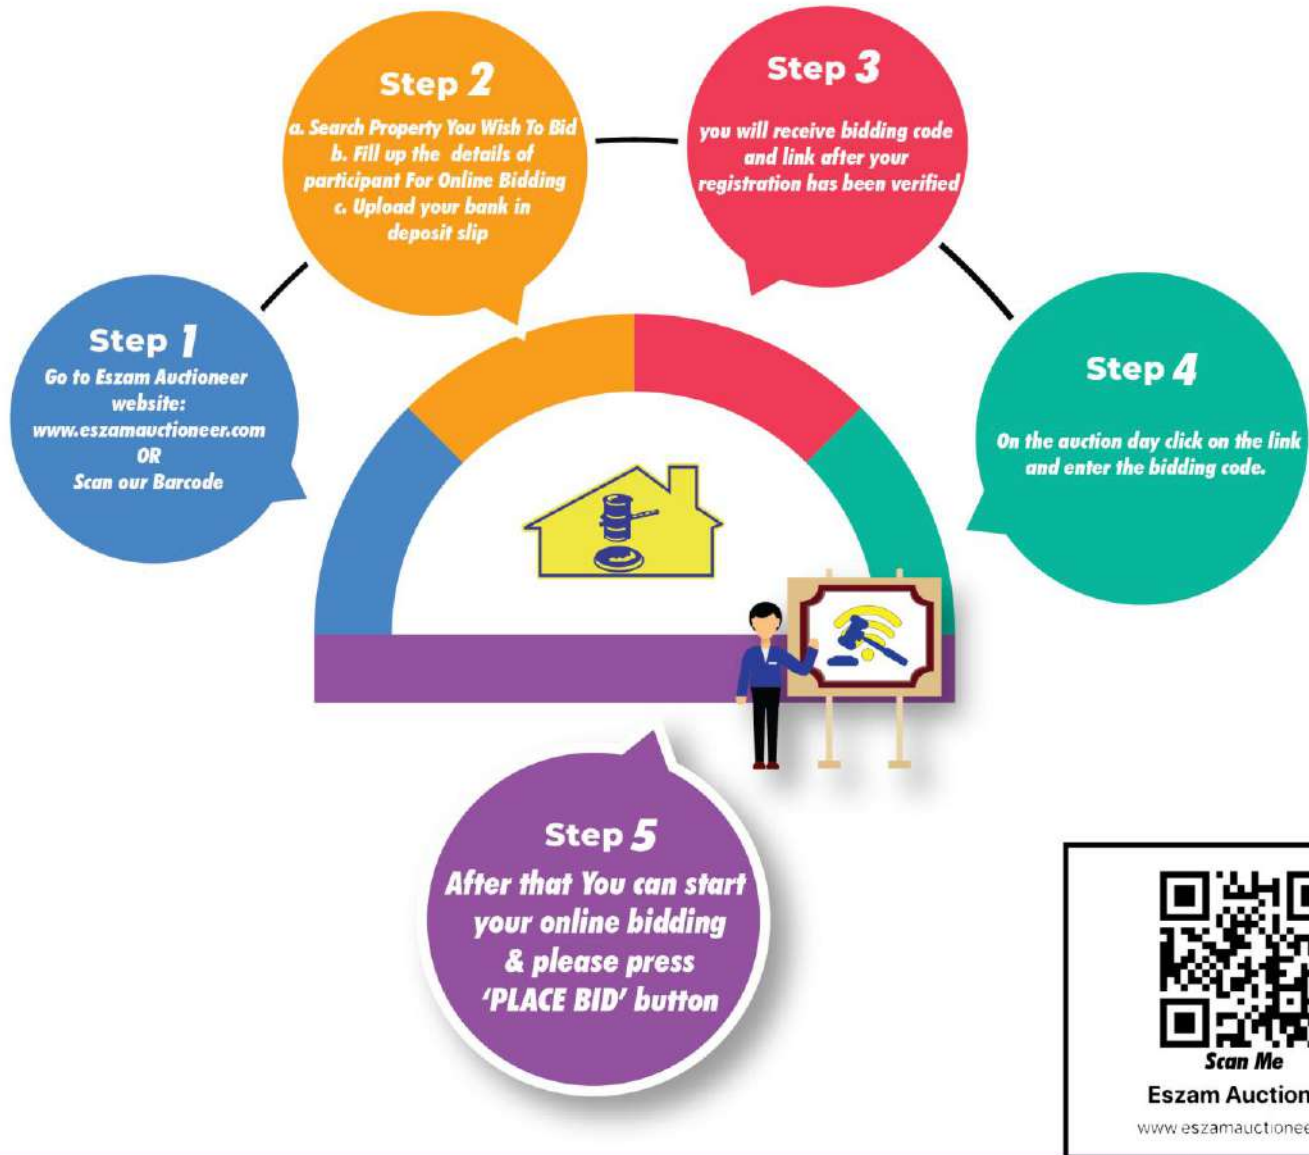 Step 1
Go to Eszam Auctioneer
website:
www.eszamauctioneer.com
OR
Scan our Barcode
Step 2
a. Search Property You Wish To Bid
b. Fill up the details of
participant For Online Bidding
c. Upload your bank in
deposit slip
Step 3
you will receive bidding code
and link after your
registration has been verified
Step 4
On the auction day click on the link
and enter the bidding code.
Step 5
After that You can start
your online bidding
& please press
‘PLACE BID’ button
Scan Me
Eszam Auction
www.eszamauctionee